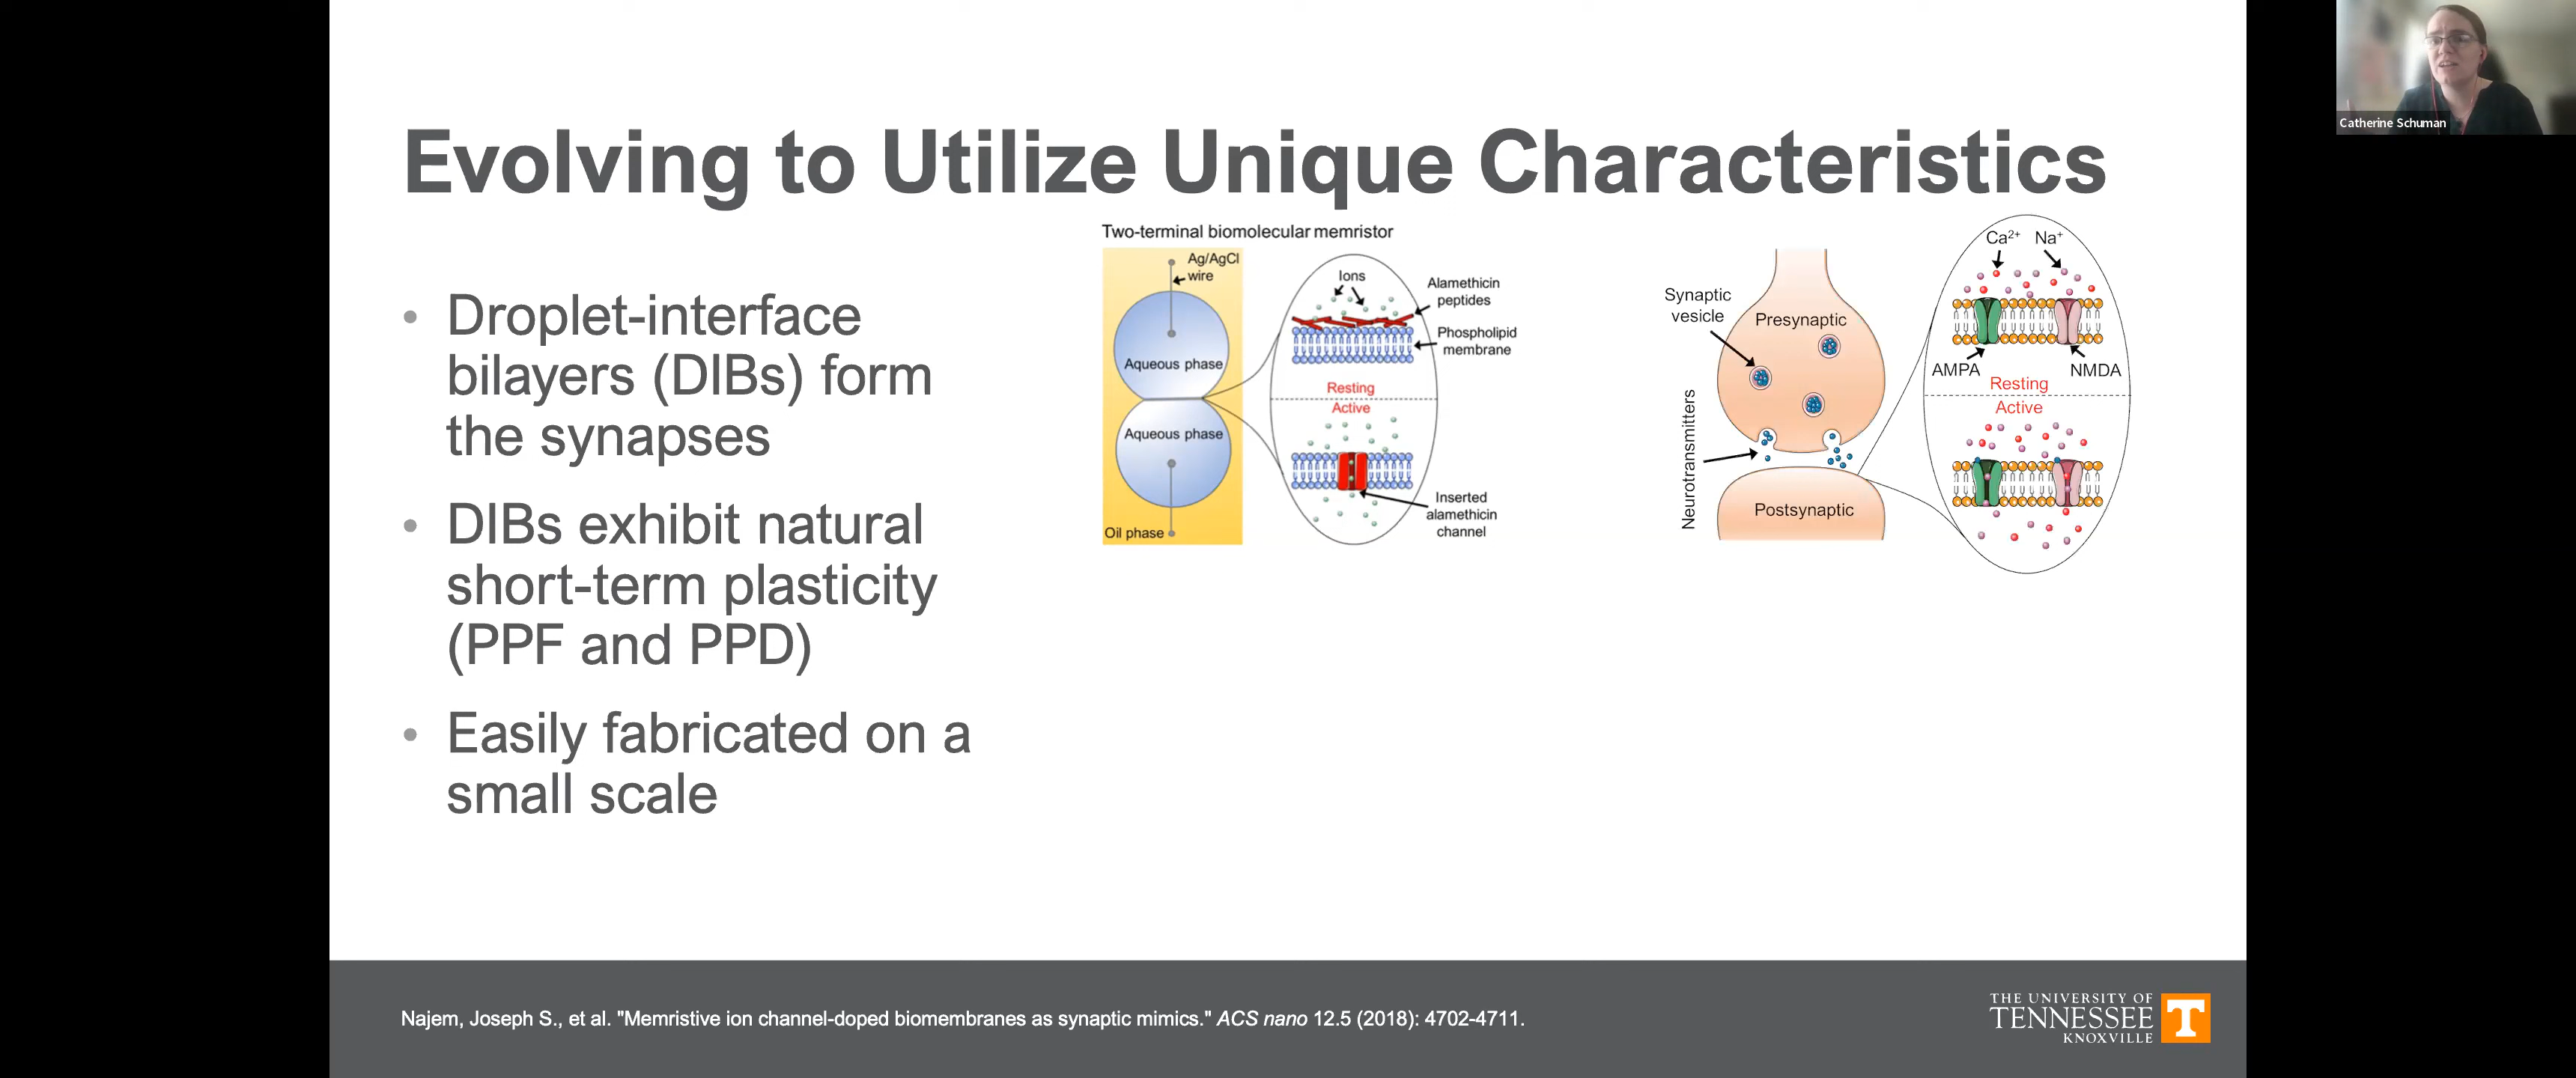 Catherine Schuman
Evolving to Utilize Unique Characteristics
• Droplet-interface
bilayers (DIBs) form
the synapses
• DIBs exhibit natural
short-term plasticity
(PPF and PPD)
• Easily fabricated on a
small scale
Two-terminal biomolecular memristor
Ag/AgCl
wire
Aqueous phase
Aqueous phase
Oil phase
Ions
Alamethicin
peptides
Phospholipid
membrane
Resting
Active
Inserted
alamethicin
channel
Synaptic
vesicle
Presynaptic
Neurotransmitters
Postsynaptic
Ca²⁺ Na⁺
AMPA
NMDA
Resting
Active
Najem, Joseph S., et al. "Memristive ion channel-doped biomembranes as synaptic mimics." ACS nano 12.5 (2018): 4702-4711.
THE UNIVERSITY OF
TENNESSEE
KNOXVILLE
T